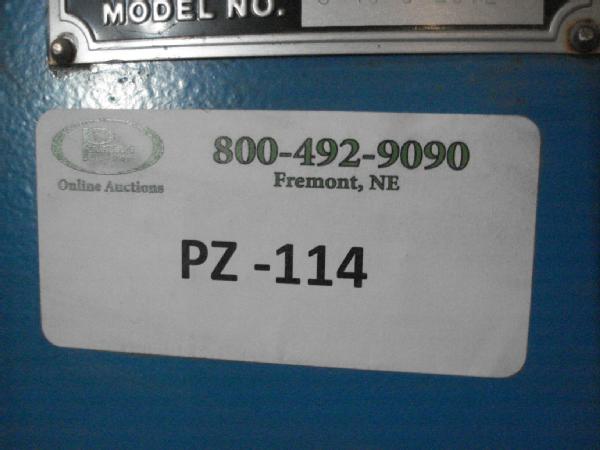 MODEL NO.
800-492-9090
Fremont, NE
Online Auctions
PZ -114